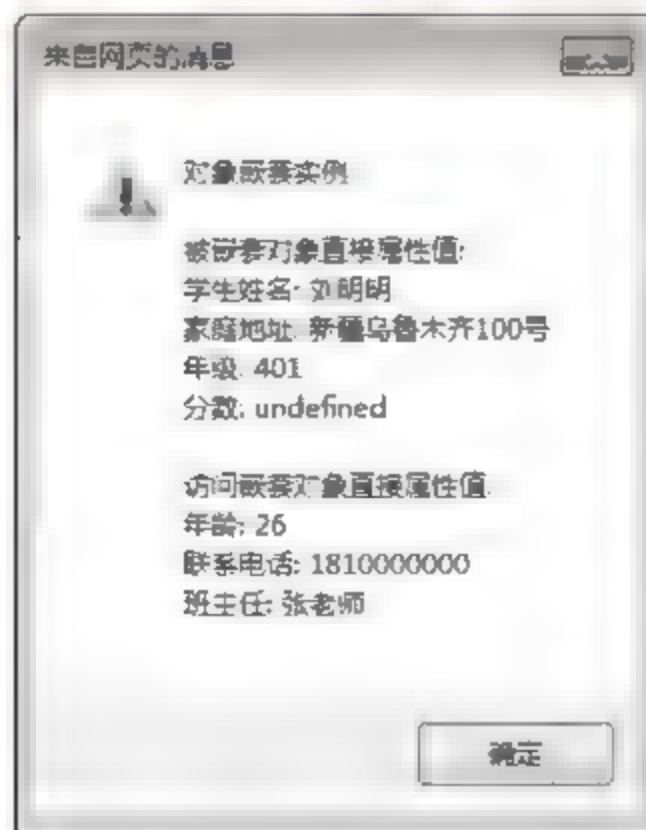 来自网页的消息
对象嵌套实例
被嵌套对象直接属性值:
学生姓名: 刘明明
家庭地址: 新疆乌鲁木齐100号
年级: 401
分数: undefined
访问嵌套对象直接属性值:
年龄: 26
联系电话: 1810000000
班主任: 张老师
确定